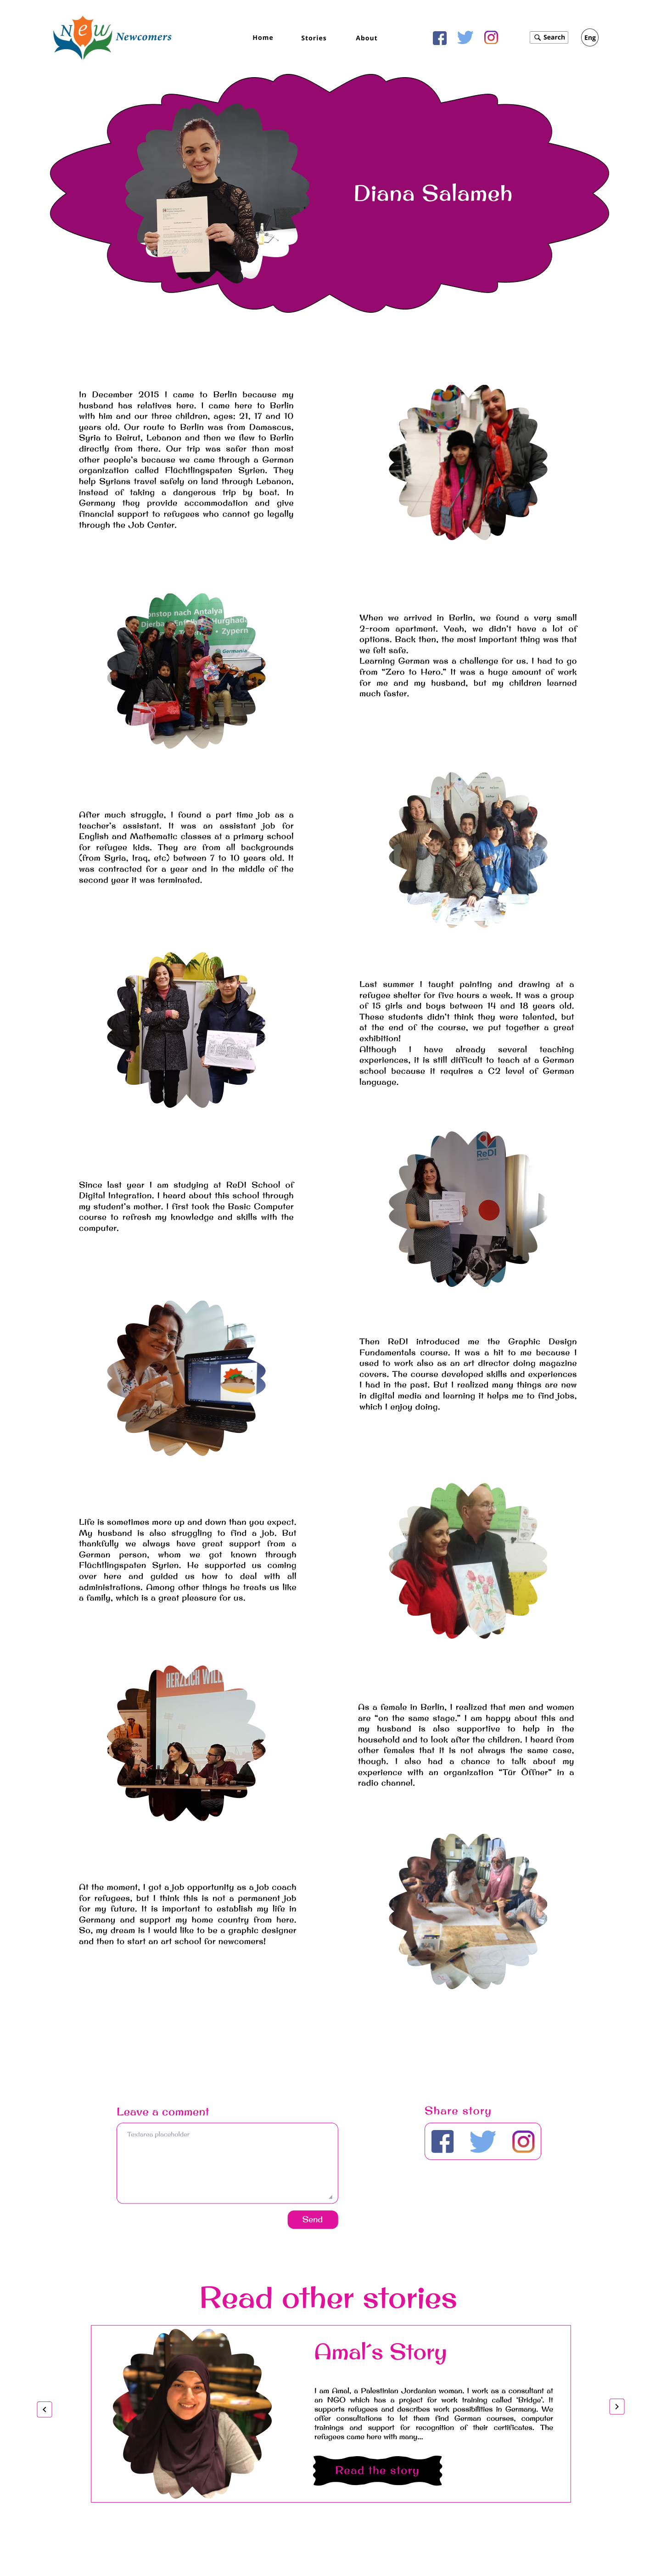 NEW Newcomers
Home
Stories
About
Search
Eng
Diana Salameh
In December 2015 I came to Berlin because my
husband has relatives here. I came here to Berlin
with him and our three children, ages: 21, 17 and 10
years old. Our route to Berlin was from Damascus,
Syria to Beirut, Lebanon and then we flew to Berlin
directly from there. Our trip was safer than most
other people's because we came through a German
organization called Flüchtlingspaten Syrien. They
help Syrians travel safely on land through Lebanon,
instead of taking a dangerous trip by boat. In
Germany they provide accommodation and give
financial support to refugees who cannot go legally
through the Job Center.
onstop nach Antalya
Djerba
Hurghada
Zypern
Germania
When we arrived in Berlin, we found a very small
2-room apartment. Yeah, we didn't have a lot of
options. Back then, the most important thing was that
we felt safe.
Learning German was a challenge for us. I had to go
from "Zero to Hero." It was a huge amount of work
for me and my husband, but my children learned
much faster.
After much struggle, I found a part time job as a
teacher's assistant. It was an assistant job for
English and Mathematic classes at a primary school
for refugee kids. They are from all backgrounds
(from Syria, Iraq, etc) between 7 to 10 years old. It
was contracted for a year and in the middle of the
second year it was terminated.
Last summer I taught painting and drawing at a
refugee shelter for five hours a week. It was a group
of 15 girls and boys between 14 and 18 years old.
These students didn't think they were talented, but
at the end of the course, we put together a great
exhibition!
Although I have already several teaching
experiences, it is still difficult to teach at a German
school because it requires a C2 level of German
language.
ReDI
Since last year I am studying at ReDI School of
Digital Integration. I heard about this school through
my student's mother. I first took the Basic Computer
course to refresh my knowledge and skills with the
computer.
Then ReDI introduced me the Graphic Design
Fundamentals course. It was a hit to me because I
used to work also as an art director doing magazine
covers. The course developed skills and experiences
I had in the past. But I realized many things are new
in digital media and learning it helps me to find jobs,
which I enjoy doing.
Life is sometimes more up and down than you expect.
My husband is also struggling to find a job. But
thankfully we always have great support from a
German person, whom we got known through
Flüchtlingspaten Syrien. He supported us coming
over here and guided us how to deal with all
administrations. Among other things he treats us like
a family, which is a great pleasure for us.
HERZLICH WILL
As a female in Berlin, I realized that men and women
are "on the same stage." I am happy about this and
my husband is also supportive to help in the
household and to look after the children. I heard from
other females that it is not always the same case,
though. I also had a chance to talk about my
experience with an organization "Tür Öffner" in a
radio channel.
At the moment, I got a job opportunity as a job coach
for refugees, but I think this is not a permanent job
for my future. It is important to establish my life in
Germany and support my home country from here.
So, my dream is I would like to be a graphic designer
and then to start an art school for newcomers!
Leave a comment
Share story
Textarea placeholder
Send
Read other stories
Amal´s Story
I am Amal, a Palestinian Jordanian woman. I work as a consultant at
an NGO which has a project for work training called 'Bridge'. It
supports refugees and describes work possibilities in Germany. We
offer consultations to let them find German courses, computer
trainings and support for recognition of their certificates. The
refugees came here with many...
Read the story